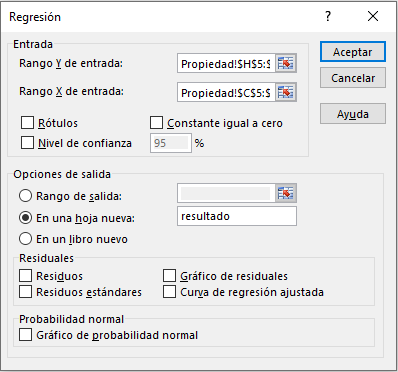 Regresión
? ×
Entrada
Rango Y de entrada: Propiedad!$H$5:$
Rango X de entrada: Propiedad!$C$5:$
Rótulos Constante igual a cero
Nivel de confianza 95 %
Aceptar
Cancelar
Ayuda
Opciones de salida
Rango de salida:
En una hoja nueva: resultado
En un libro nuevo
Residuales
Residuos Gráfico de residuales
Residuos estándares Curva de regresión ajustada
Probabilidad normal
Gráfico de probabilidad normal